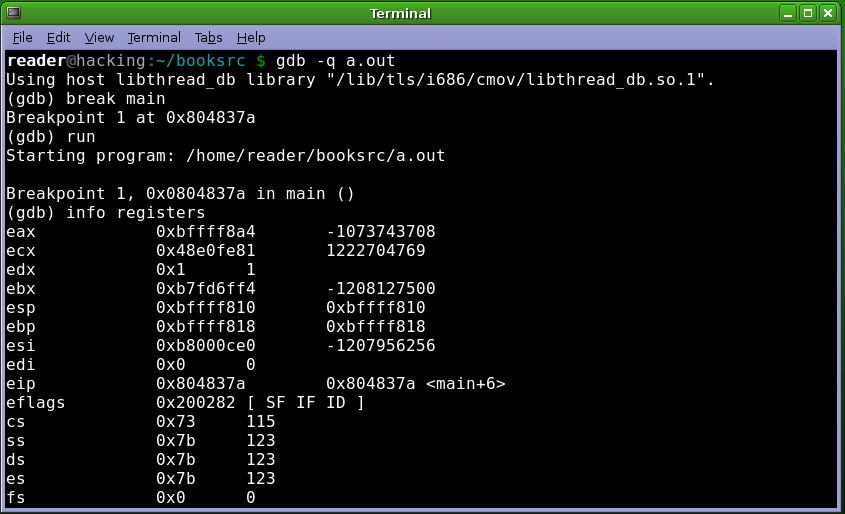 Terminal
File Edit View Terminal Tabs Help
reader@hacking:~/booksrc $ gdb -q a.out
Using host libthread_db library "/lib/tls/i686/cmov/libthread_db.so.1".
(gdb) break main
Breakpoint 1 at 0x804837a
(gdb) run
Starting program: /home/reader/booksrc/a.out
Breakpoint 1, 0x0804837a in main ()
(gdb) info registers
eax            0xbffff8a4       -1073743708
ecx            0x48e0fe81       1222704769
edx            0x1      1
ebx            0xb7fd6ff4       -1208127500
esp            0xbffff810       0xbffff810
ebp            0xbffff818       0xbffff818
esi            0xb8000ce0       -1207956256
edi            0x0      0
eip            0x804837a        0x804837a <main+6>
eflags         0x200282 [ SF IF ID ]
cs             0x73     115
ss             0x7b     123
ds             0x7b     123
es             0x7b     123
fs             0x0      0